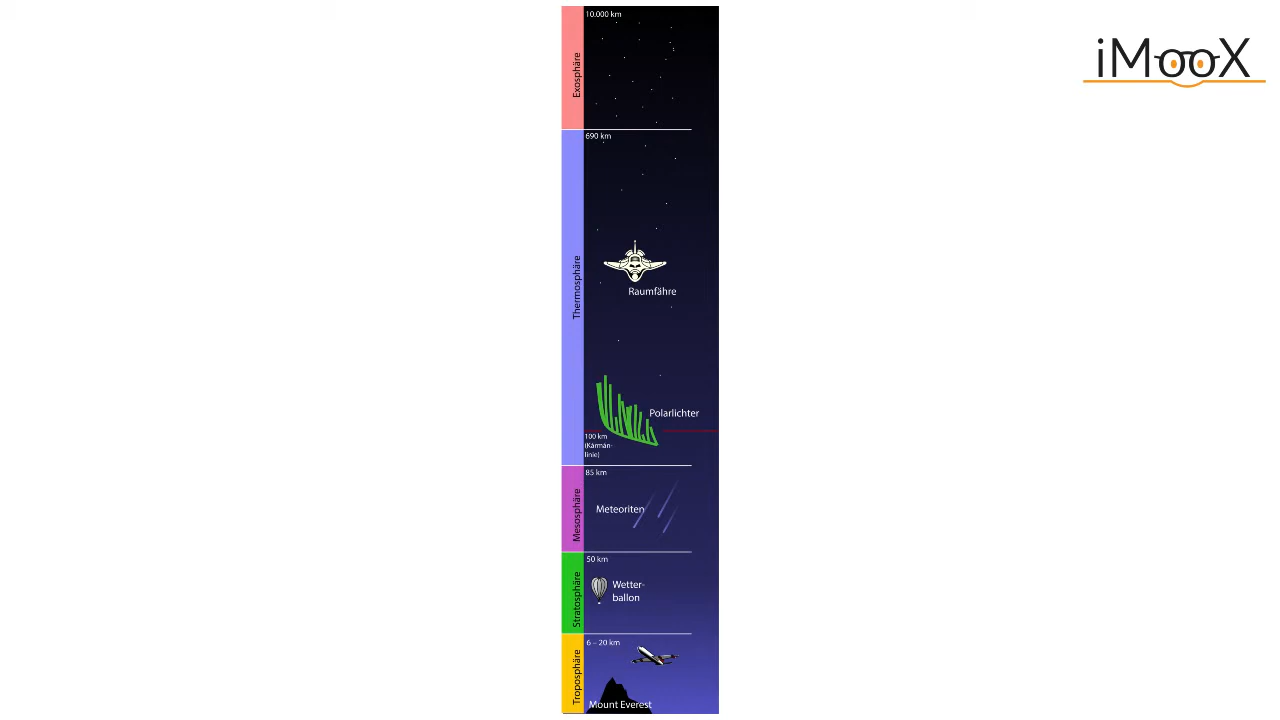 iMooX
10.000 km
Exosphäre
690 km
Thermosphäre
Raumfähre
Polarlichter
100 km
(Kármán-
linie)
85 km
Mesosphäre
Meteoriten
50 km
Stratosphäre
Wetter-
ballon
6 – 20 km
Troposphäre
Mount Everest